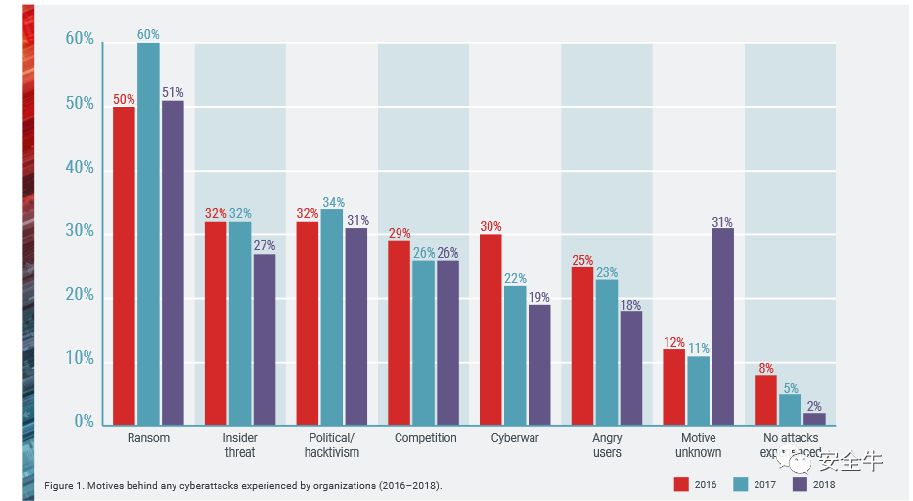 60%
50%
40%
30%
20%
10%
0%
50%
60%
51%
32%
32%
27%
32%
34%
31%
29%
26%
26%
30%
22%
19%
25%
23%
18%
12%
11%
31%
8%
5%
2%
Ransom
Insider
threat
Political/
hacktivism
Competition
Cyberwar
Angry
users
Motive
unknown
No attacks
experienced
Figure 1. Motives behind any cyberattacks experienced by organizations (2016–2018).
2016
2017
2018
安全牛